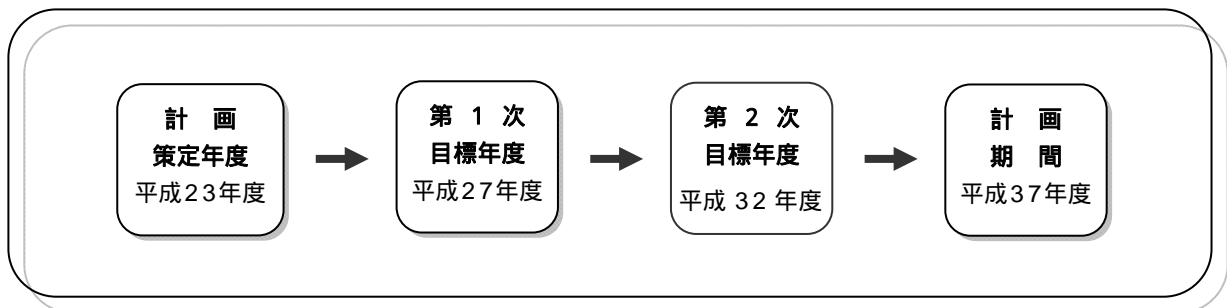 計 画
策定年度
平成23年度
第 1 次
目標年度
平成27年度
第 2 次
目標年度
平成 32 年度
計 画
期 間
平成37年度